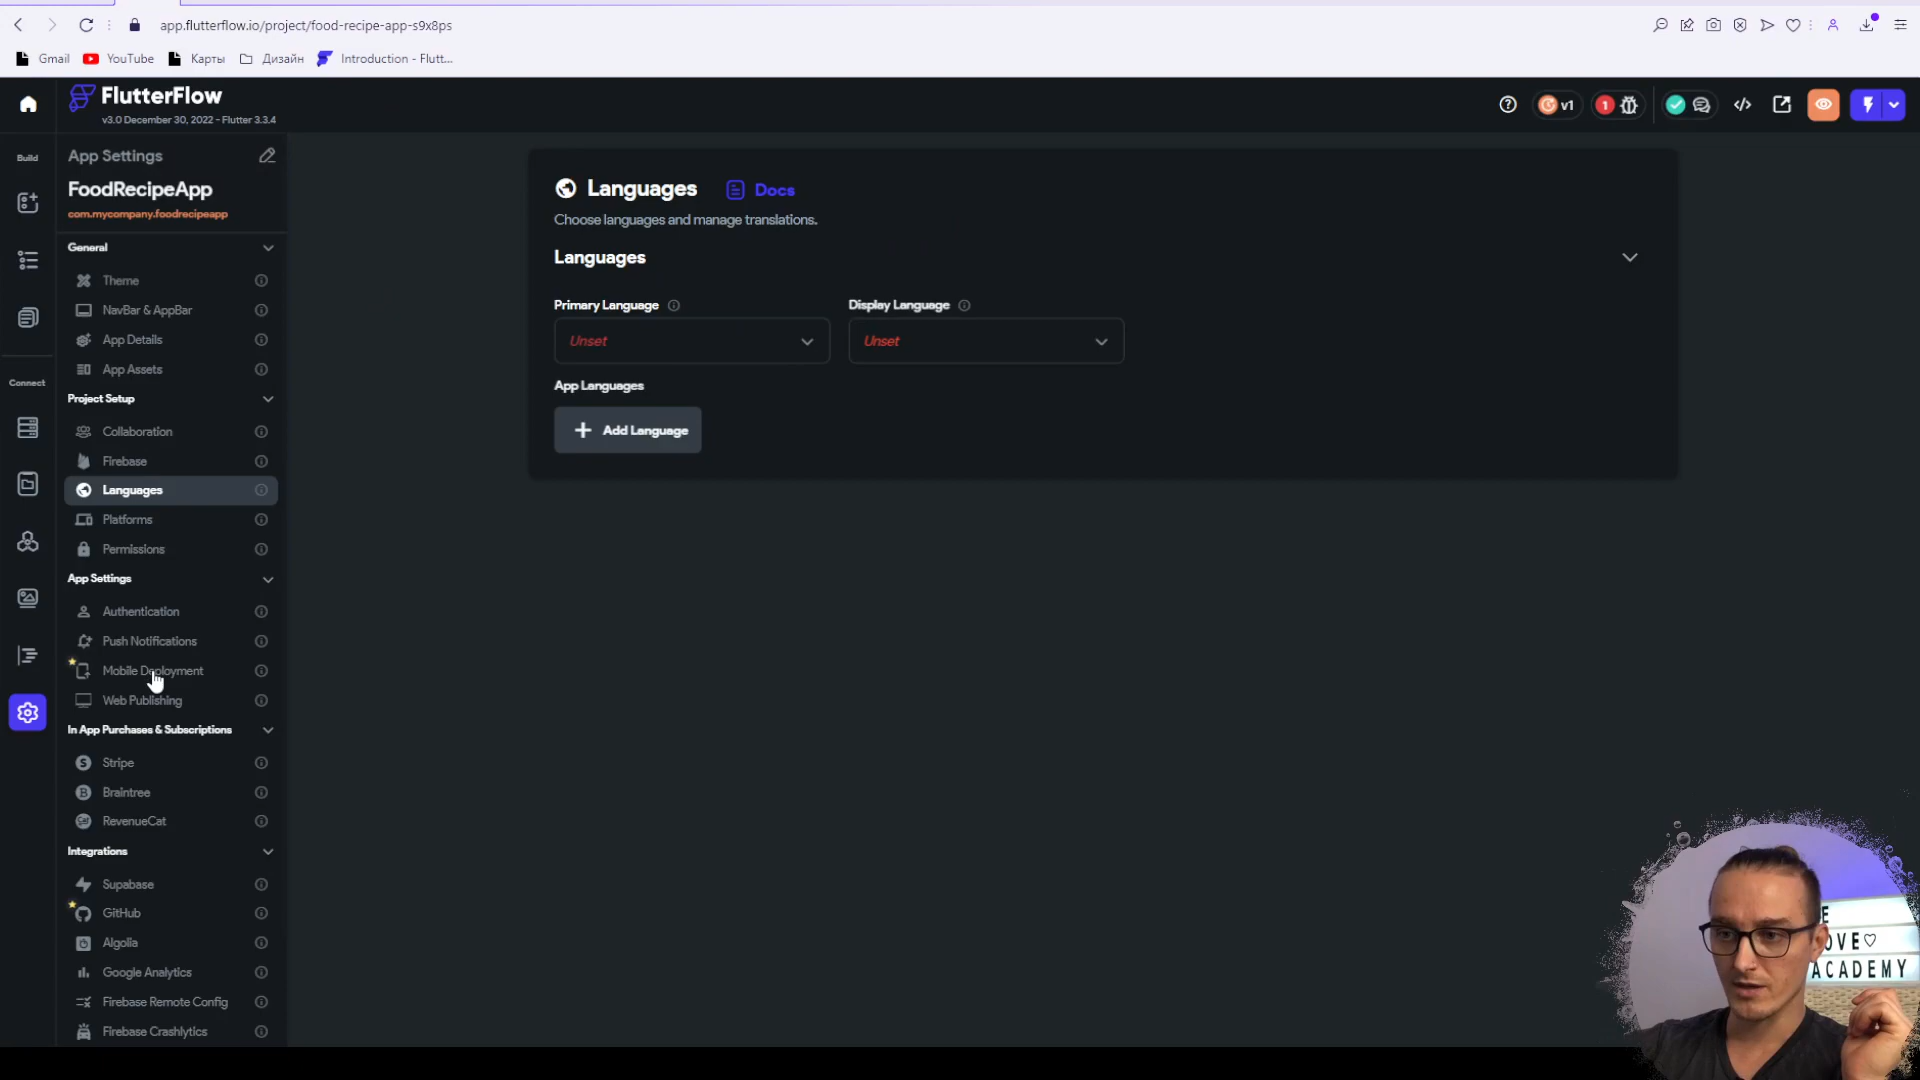 app.flutterflow.io/project/food-recipe-app-s9x8ps
Gmail YouTube Карты Дизайн Introduction - Flutt...
FlutterFlow
v3.0 December 30, 2022 - Flutter 3.3.4
v1 1
Build
App Settings
FoodRecipeApp
com.mycompany.foodrecipeapp
General
Theme
NavBar & AppBar
App Details
App Assets
Connect
Project Setup
Collaboration
Firebase
Languages
Platforms
Permissions
App Settings
Authentication
Push Notifications
Mobile Deployment
Web Publishing
In App Purchases & Subscriptions
Stripe
Braintree
RevenueCat
Integrations
Supabase
GitHub
Algolia
Google Analytics
Firebase Remote Config
Firebase Crashlytics
Languages Docs
Choose languages and manage translations.
Languages
Primary Language Display Language
Unset Unset
App Languages
+ Add Language
E
OVE♡
ACADEMY